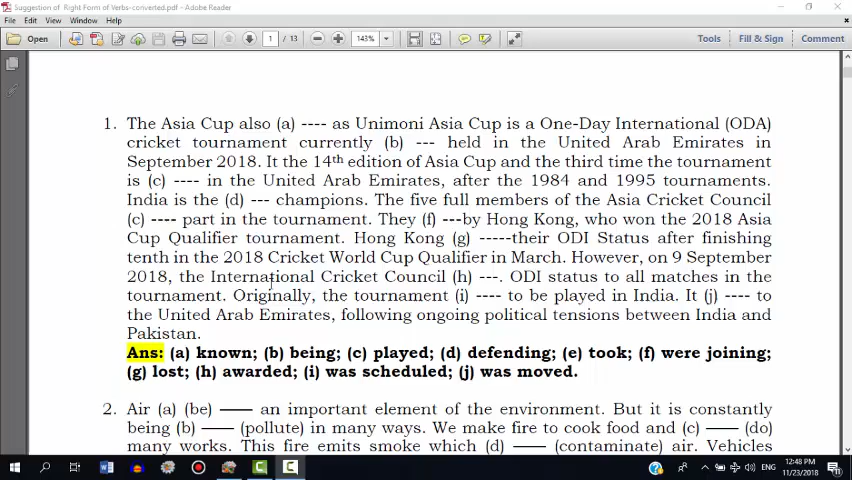 Suggestion of Right Form of Verbs-converted.pdf - Adobe Reader
File Edit View Window Help
Open 1 / 13 143% Tools Fill & Sign Comment
1. The Asia Cup also (a) ---- as Unimoni Asia Cup is a One-Day International (ODA)
cricket tournament currently (b) --- held in the United Arab Emirates in
September 2018. It the 14th edition of Asia Cup and the third time the tournament
is (c) ---- in the United Arab Emirates, after the 1984 and 1995 tournaments.
India is the (d) --- champions. The five full members of the Asia Cricket Council
(c) ---- part in the tournament. They (f) ---by Hong Kong, who won the 2018 Asia
Cup Qualifier tournament. Hong Kong (g) -----their ODI Status after finishing
tenth in the 2018 Cricket World Cup Qualifier in March. However, on 9 September
2018, the International Cricket Council (h) ---. ODI status to all matches in the
tournament. Originally, the tournament (i) ---- to be played in India. It (j) ---- to
the United Arab Emirates, following ongoing political tensions between India and
Pakistan.
Ans: (a) known; (b) being; (c) played; (d) defending; (e) took; (f) were joining;
(g) lost; (h) awarded; (i) was scheduled; (j) was moved.
2. Air (a) (be) —— an important element of the environment. But it is constantly
being (b) —— (pollute) in many ways. We make fire to cook food and (c) —— (do)
many works. This fire emits smoke which (d) —— (contaminate) air. Vehicles
12:48 PM
ENG
11/23/2018